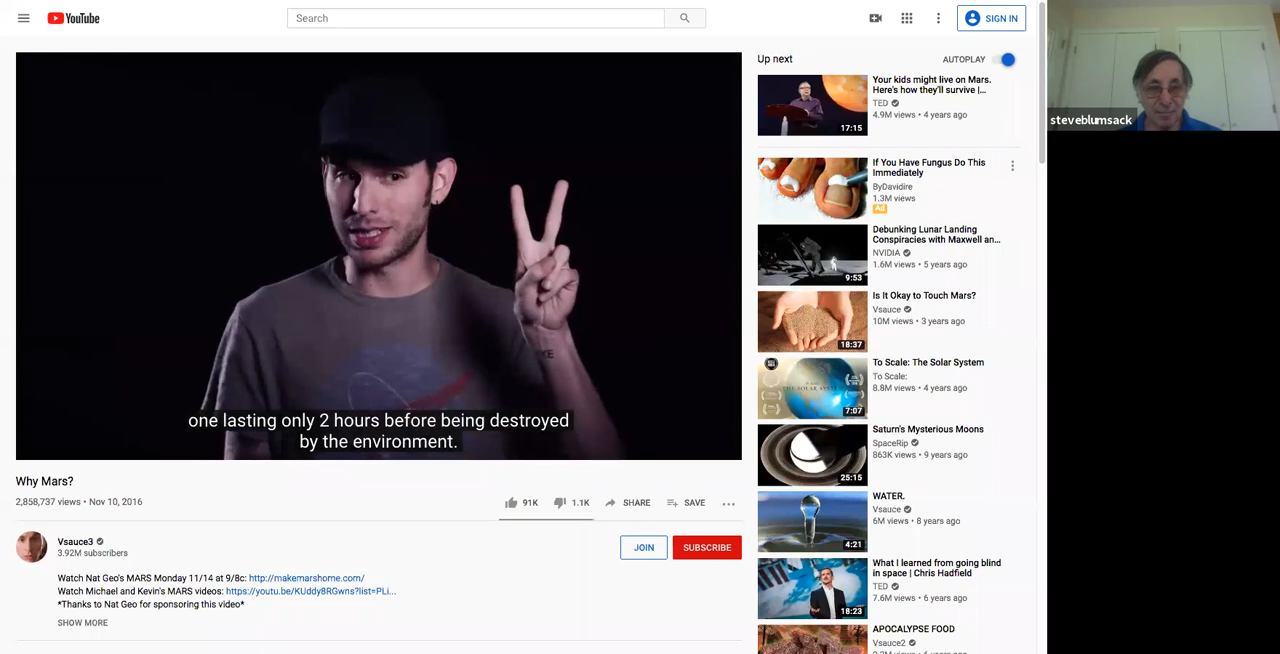 YouTube
Search
SIGN IN
one lasting only 2 hours before being destroyed
by the environment.
Why Mars?
2,858,737 views • Nov 10, 2016
91K
1.1K
SHARE
SAVE
Vsauce3
3.92M subscribers
JOIN
SUBSCRIBE
Watch Nat Geo's MARS Monday 11/14 at 9/8c: http://makemarshome.com/
Watch Michael and Kevin's MARS videos: https://youtu.be/KUddy8RGwns?list=PLi...
*Thanks to Nat Geo for sponsoring this video*
SHOW MORE
Up next
AUTOPLAY
Your kids might live on Mars.
Here's how they'll survive |...
TED
4.9M views • 4 years ago
17:15
If You Have Fungus Do This
Immediately
ByDavidire
1.3M views
Ad
Debunking Lunar Landing
Conspiracies with Maxwell an...
NVIDIA
1.6M views • 5 years ago
9:53
Is It Okay to Touch Mars?
Vsauce
10M views • 3 years ago
18:37
To Scale: The Solar System
To Scale:
8.8M views • 4 years ago
7:07
Saturn's Mysterious Moons
SpaceRip
863K views • 9 years ago
25:15
WATER.
Vsauce
6M views • 8 years ago
4:21
What I learned from going blind
in space | Chris Hadfield
TED
7.6M views • 6 years ago
18:23
APOCALYPSE FOOD
Vsauce2
steveblumsack